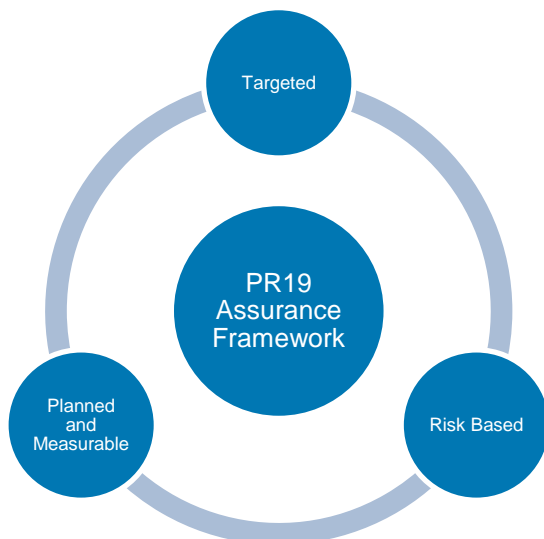 Targeted
PR19
Assurance
Framework
Planned
and
Measurable
Risk Based